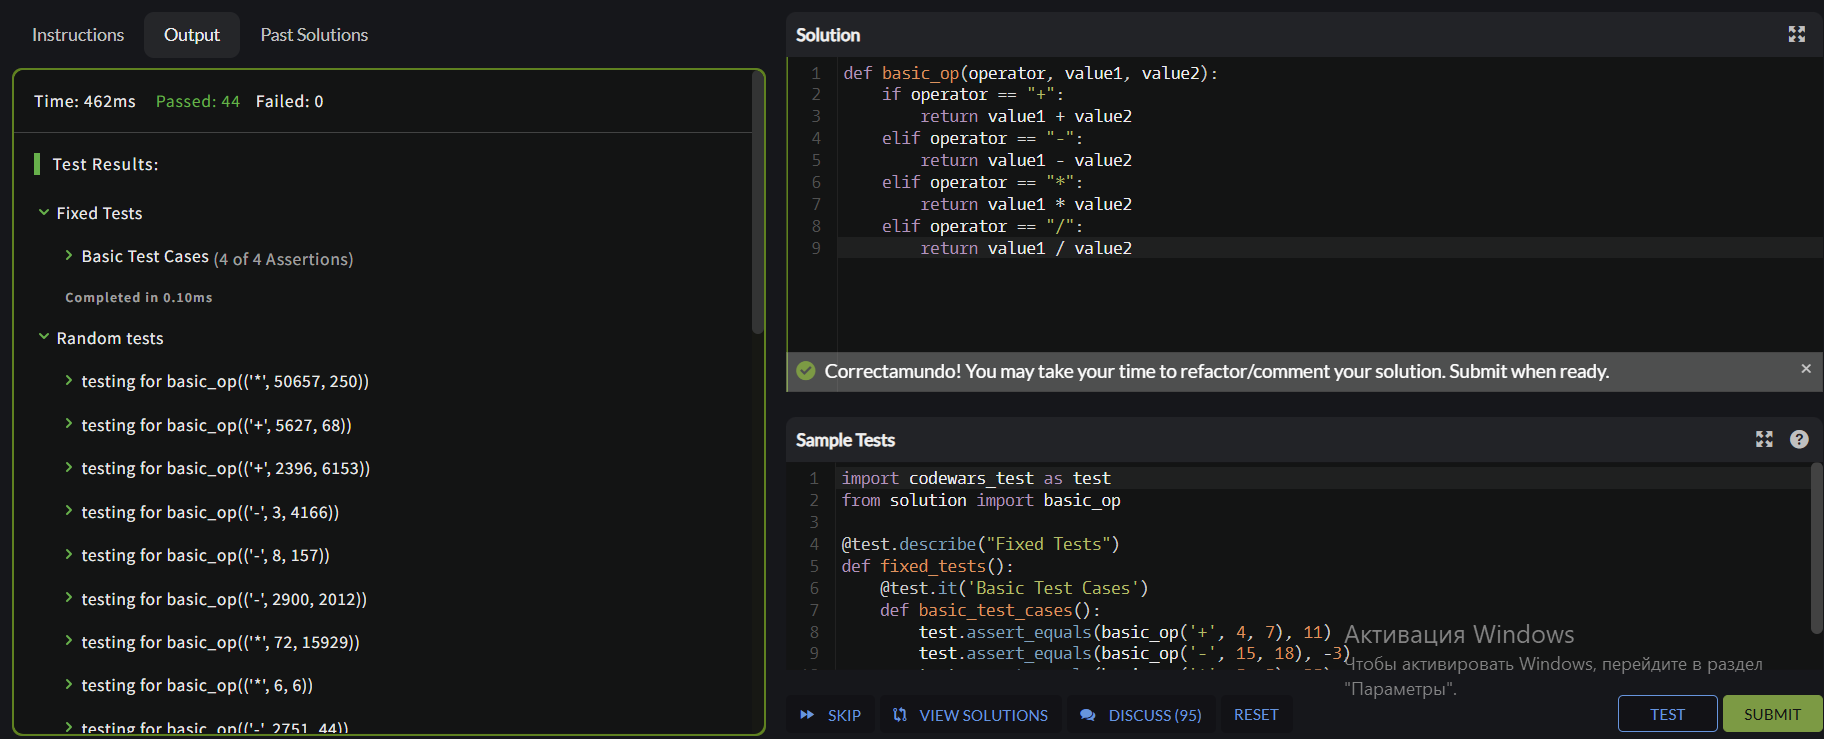 Instructions Output Past Solutions
Time: 462ms Passed: 44 Failed: 0
Test Results:
Fixed Tests
Basic Test Cases (4 of 4 Assertions)
Completed in 0.10ms
Random tests
testing for basic_op(('*', 50657, 250))
testing for basic_op(('+', 5627, 68))
testing for basic_op(('+', 2396, 6153))
testing for basic_op(('-', 3, 4166))
testing for basic_op(('-', 8, 157))
testing for basic_op(('-', 2900, 2012))
testing for basic_op(('*', 72, 15929))
testing for basic_op(('*', 6, 6))
testing for basic_op(('-', 2751, 44))
Solution
1 def basic_op(operator, value1, value2):
2     if operator == "+":
3         return value1 + value2
4     elif operator == "-":
5         return value1 - value2
6     elif operator == "*":
7         return value1 * value2
8     elif operator == "/":
9         return value1 / value2
Correctamundo! You may take your time to refactor/comment your solution. Submit when ready. ×
Sample Tests
1 import codewars_test as test
2 from solution import basic_op
3
4 @test.describe("Fixed Tests")
5 def fixed_tests():
6     @test.it('Basic Test Cases')
7     def basic_test_cases():
8         test.assert_equals(basic_op('+', 4, 7), 11)
9         test.assert_equals(basic_op('-', 15, 18), -3)
Активация Windows
Чтобы активировать Windows, перейдите в раздел
"Параметры".
SKIP VIEW SOLUTIONS DISCUSS (95) RESET TEST SUBMIT